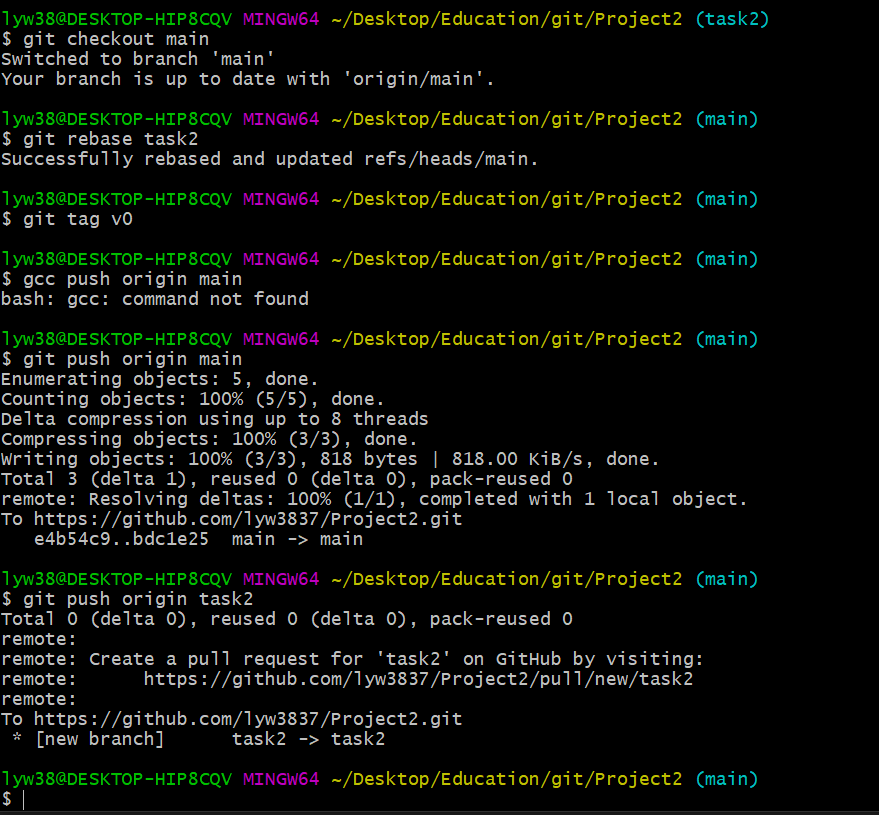 lyw38@DESKTOP-HIP8CQV MINGW64 ~/Desktop/Education/git/Project2 (task2)
$ git checkout main
Switched to branch 'main'
Your branch is up to date with 'origin/main'.

lyw38@DESKTOP-HIP8CQV MINGW64 ~/Desktop/Education/git/Project2 (main)
$ git rebase task2
Successfully rebased and updated refs/heads/main.

lyw38@DESKTOP-HIP8CQV MINGW64 ~/Desktop/Education/git/Project2 (main)
$ git tag v0

lyw38@DESKTOP-HIP8CQV MINGW64 ~/Desktop/Education/git/Project2 (main)
$ gcc push origin main
bash: gcc: command not found

lyw38@DESKTOP-HIP8CQV MINGW64 ~/Desktop/Education/git/Project2 (main)
$ git push origin main
Enumerating objects: 5, done.
Counting objects: 100% (5/5), done.
Delta compression using up to 8 threads
Compressing objects: 100% (3/3), done.
Writing objects: 100% (3/3), 818 bytes | 818.00 KiB/s, done.
Total 3 (delta 1), reused 0 (delta 0), pack-reused 0
remote: Resolving deltas: 100% (1/1), completed with 1 local object.
To https://github.com/lyw3837/Project2.git
   e4b54c9..bdc1e25  main -> main

lyw38@DESKTOP-HIP8CQV MINGW64 ~/Desktop/Education/git/Project2 (main)
$ git push origin task2
Total 0 (delta 0), reused 0 (delta 0), pack-reused 0
remote:
remote: Create a pull request for 'task2' on GitHub by visiting:
remote:      https://github.com/lyw3837/Project2/pull/new/task2
remote:
To https://github.com/lyw3837/Project2.git
 * [new branch]      task2 -> task2

lyw38@DESKTOP-HIP8CQV MINGW64 ~/Desktop/Education/git/Project2 (main)
$